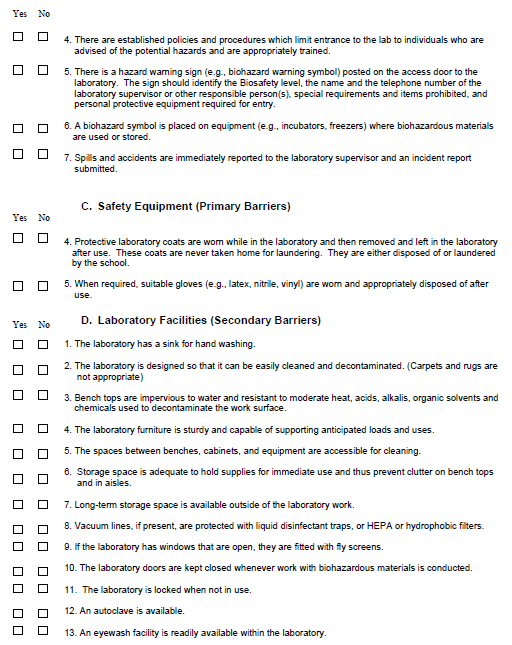 Yes No
4. There are established policies and procedures which limit entrance to the lab to individuals who are
advised of the potential hazards and are appropriately trained.
5. There is a hazard warning sign (e.g., biohazard warning symbol) posted on the access door to the
laboratory. The sign should identify the Biosafety level, the name and the telephone number of the
laboratory supervisor or other responsible person(s), special requirements and items prohibited, and
personal protective equipment required for entry.
6. A biohazard symbol is placed on equipment (e.g., incubators, freezers) where biohazardous materials
are used or stored.
7. Spills and accidents are immediately reported to the laboratory supervisor and an incident report
submitted.
C. Safety Equipment (Primary Barriers)
Yes No
4. Protective laboratory coats are worn while in the laboratory and then removed and left in the laboratory
after use. These coats are never taken home for laundering. They are either disposed of or laundered
by the school.
5. When required, suitable gloves (e.g., latex, nitrile, vinyl) are worn and appropriately disposed of after
use.
Yes No
D. Laboratory Facilities (Secondary Barriers)
1. The laboratory has a sink for hand washing.
2. The laboratory is designed so that it can be easily cleaned and decontaminated. (Carpets and rugs are
not appropriate)
3. Bench tops are impervious to water and resistant to moderate heat, acids, alkalis, organic solvents and
chemicals used to decontaminate the work surface.
4. The laboratory furniture is sturdy and capable of supporting anticipated loads and uses.
5. The spaces between benches, cabinets, and equipment are accessible for cleaning.
6. Storage space is adequate to hold supplies for immediate use and thus prevent clutter on bench tops
and in aisles.
7. Long-term storage space is available outside of the laboratory work.
8. Vacuum lines, if present, are protected with liquid disinfectant traps, or HEPA or hydrophobic filters.
9. If the laboratory has windows that are open, they are fitted with fly screens.
10. The laboratory doors are kept closed whenever work with biohazardous materials is conducted.
11. The laboratory is locked when not in use.
12. An autoclave is available.
13. An eyewash facility is readily available within the laboratory.